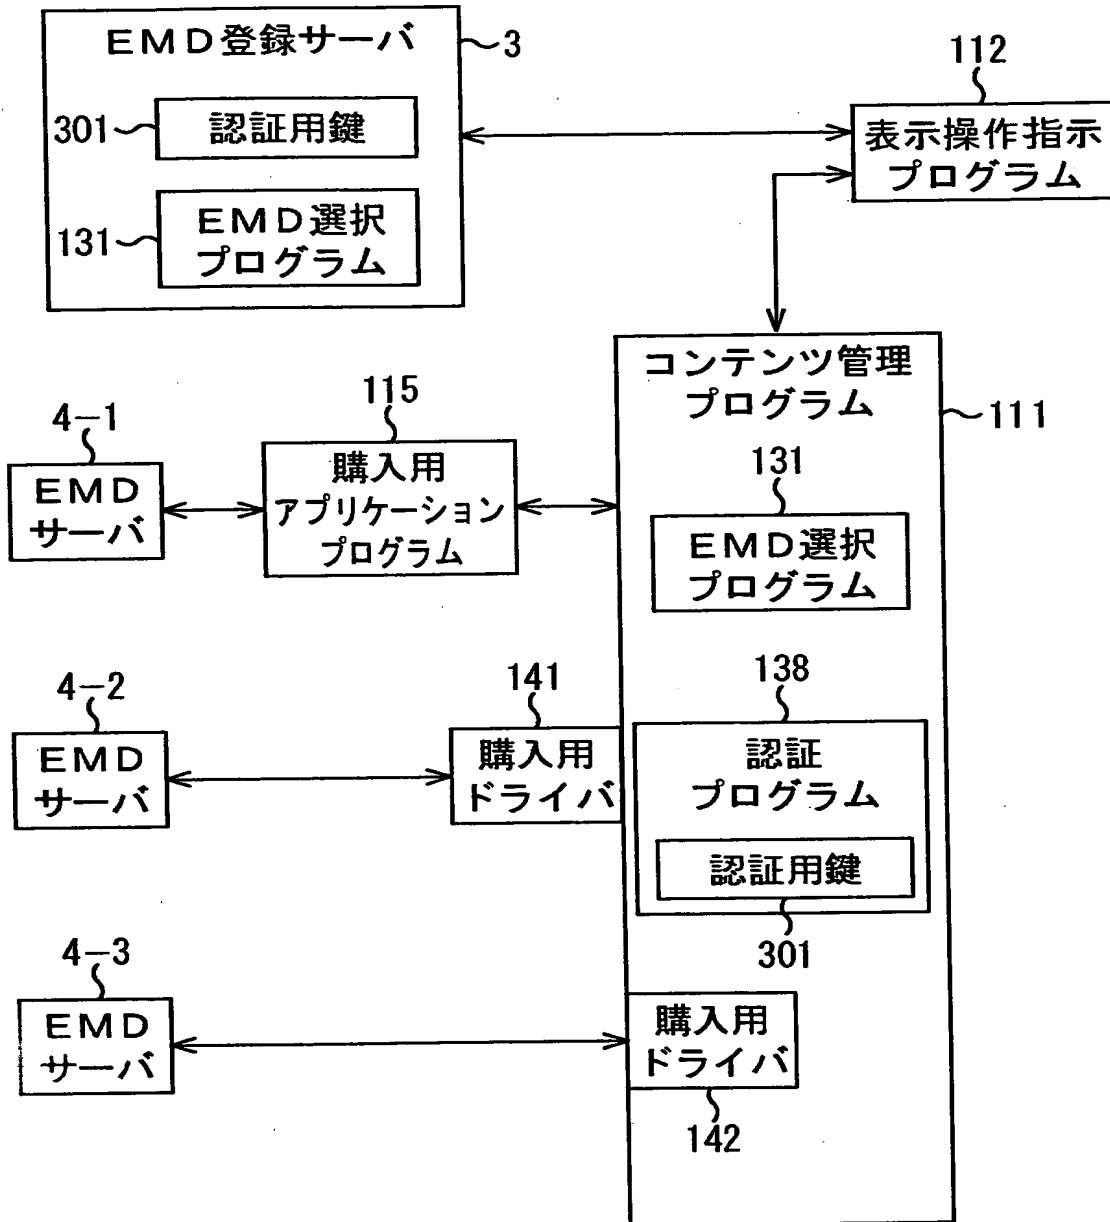 EMD登録サーバ
3
301
認証用鍵
131
EMD選択
プログラム
112
表示操作指示
プログラム
コンテンツ管理
プログラム
111
4-1
EMD
サーバ
115
購入用
アプリケーション
プログラム
131
EMD選択
プログラム
4-2
EMD
サーバ
141
購入用
ドライバ
138
認証
プログラム
認証用鍵
301
4-3
EMD
サーバ
購入用
ドライバ
142